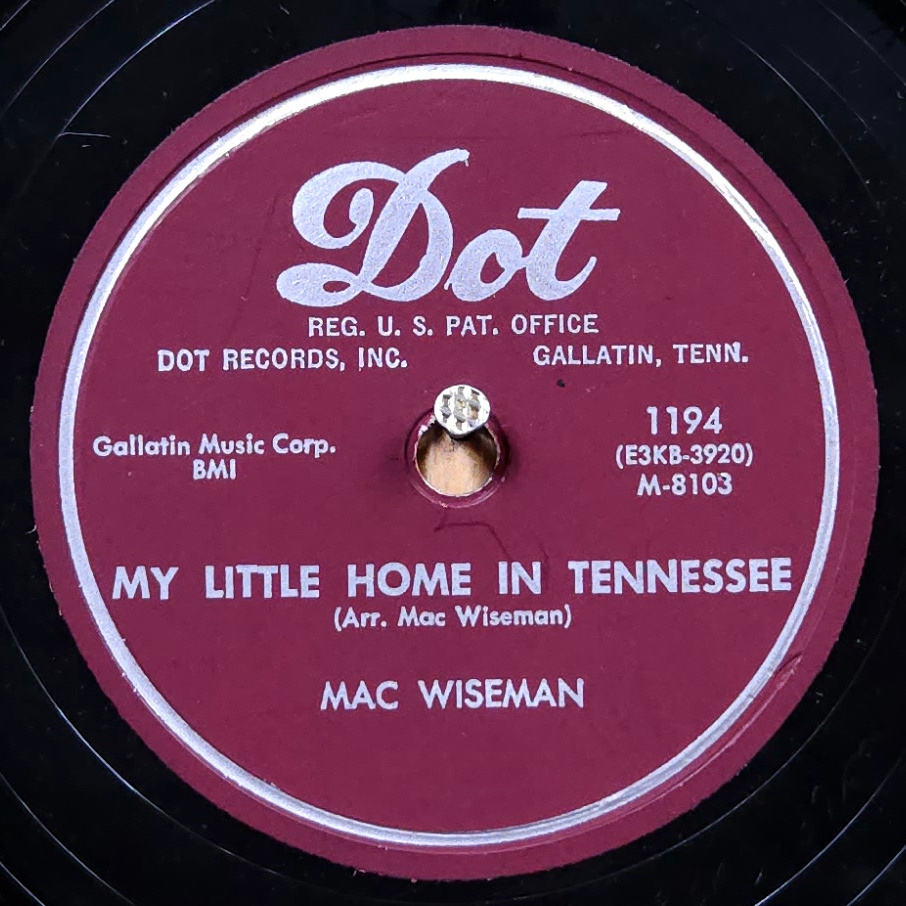 Dot
REG. U. S. PAT. OFFICE
DOT RECORDS, INC. GALLATIN, TENN.
Gallatin Music Corp.
BMI
1194
(E3KB-3920)
M-8103
MY LITTLE HOME IN TENNESSEE
(Arr. Mac Wiseman)
MAC WISEMAN